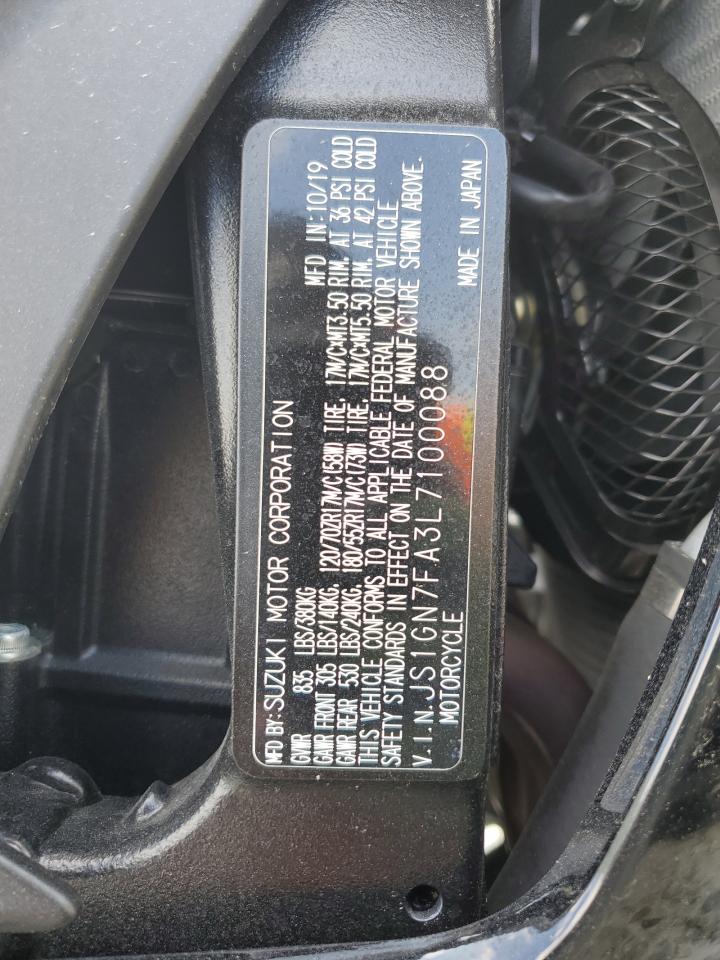 MFD BY:SUZUKI MOTOR CORPORATION
GVWR 835 LBS/380KG MFD IN:10/19
GAWR FRONT 305 LBS/140KG, 120/70ZR17M/C(58W) TIRE, 17M/C×MT3.50 RIM, AT 36 PSI COLD
GAWR REAR 530 LBS/240KG, 180/55ZR17M/C(73W) TIRE, 17M/C×MT5.50 RIM, AT 42 PSI COLD
THIS VEHICLE CONFORMS TO ALL APPLICABLE FEDERAL MOTOR VEHICLE
SAFETY STANDARDS IN EFFECT ON THE DATE OF MANUFACTURE SHOWN ABOVE.
V.I.N.JS1GN7FA3L7100088
MOTORCYCLE MADE IN JAPAN